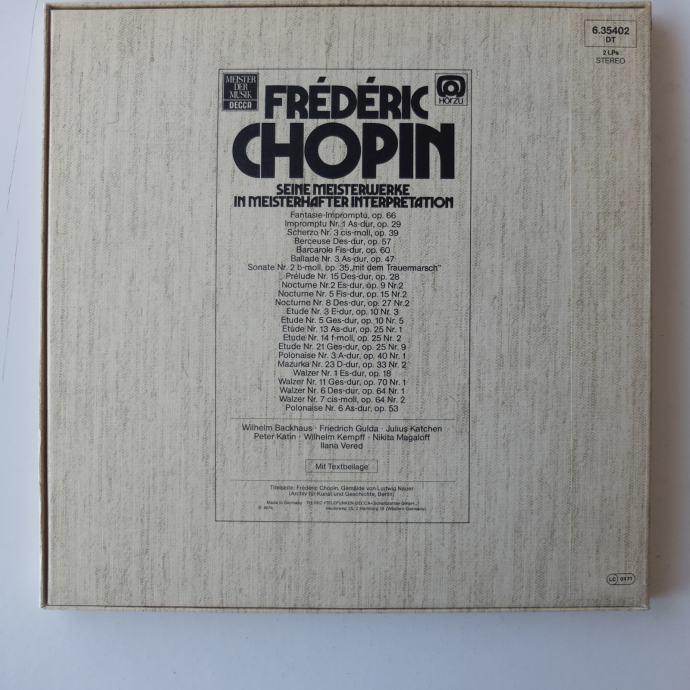 6.35402
DT
2 LPs
STEREO
MEISTER
DER
MUSIK
DECCA
HÖRZU
FRÉDÉRIC
CHOPIN
SEINE MEISTERWERKE
IN MEISTERHAFTER INTERPRETATION
Fantasie-Impromptu, op. 66
Impromptu Nr. 1 As-dur, op. 29
Scherzo Nr. 3 cis-moll, op. 39
Berceuse Des-dur, op. 57
Barcarole Fis-dur, op. 60
Ballade Nr. 3 As-dur, op. 47
Sonate Nr. 2 b-moll, op. 35 „mit dem Trauermarsch"
Prélude Nr. 15 Des-dur, op. 28
Nocturne Nr. 2 Es-dur, op. 9 Nr. 2
Nocturne Nr. 5 Fis-dur, op. 15 Nr. 2
Nocturne Nr. 8 Des-dur, op. 27 Nr. 2
Etude Nr. 3 E-dur, op. 10 Nr. 3
Etude Nr. 5 Ges-dur, op. 10 Nr. 5
Etude Nr. 13 As-dur, op. 25 Nr. 1
Etude Nr. 14 f-moll, op. 25 Nr. 2
Etude Nr. 21 Ges-dur, op. 25 Nr. 9
Polonaise Nr. 3 A-dur, op. 40 Nr. 1
Mazurka Nr. 23 D-dur, op. 33 Nr. 2
Walzer Nr. 1 Es-dur, op. 18
Walzer Nr. 11 Ges-dur, op. 70 Nr. 1
Walzer Nr. 6 Des-dur, op. 64 Nr. 1
Walzer Nr. 7 cis-moll, op. 64 Nr. 2
Polonaise Nr. 6 As-dur, op. 53
Wilhelm Backhaus · Friedrich Gulda · Julius Katchen
Peter Katin · Wilhelm Kempff · Nikita Magaloff
Ilana Vered
Mit Textbeilage
Titelseite: Frédéric Chopin, Gemälde von Ludwig Nauer
(Archiv für Kunst und Geschichte, Berlin)
Made in Germany · TELDEC »TELEFUNKEN-DECCA« Schallplatten GmbH
Hamburg 19 (Western Germany)
LC 0171